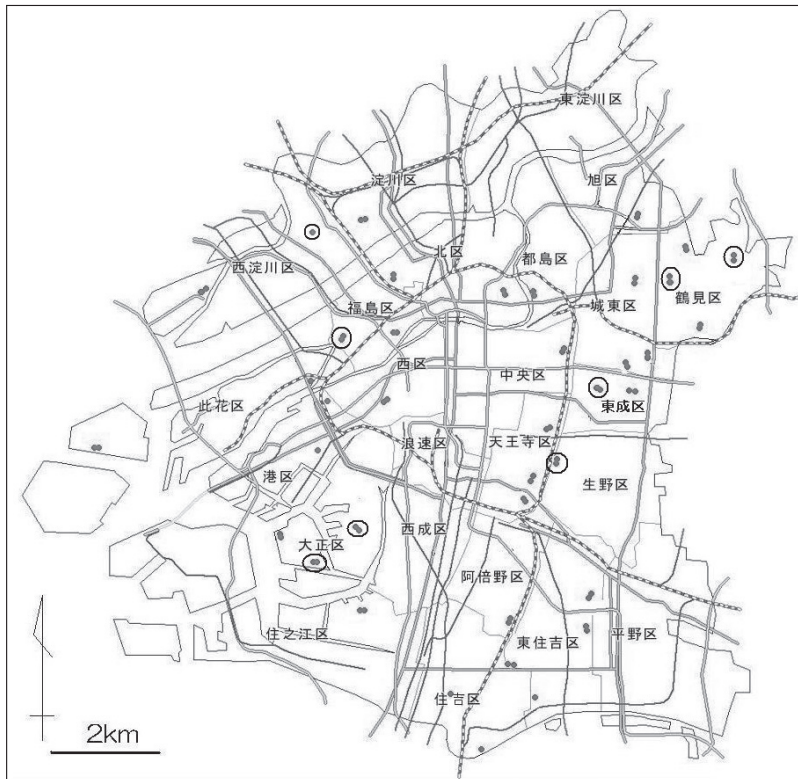 東淀川区
淀川区
旭区
北区
都島区
西淀川区
鶴見区
城東区
福島区
西区
中央区
東成区
此花区
浪速区
天王寺区
港区
生野区
西成区
大正区
阿倍野区
住之江区
東住吉区
平野区
住吉区
2km